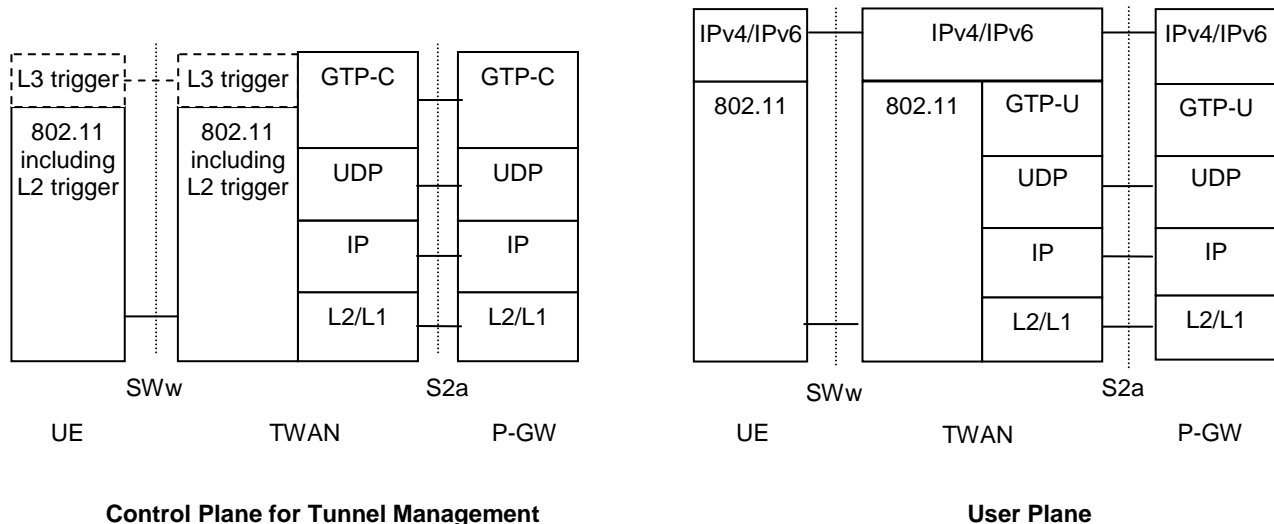 L3 trigger
802.11
including
L2 trigger
L3 trigger
802.11
including
L2 trigger
GTP-C
UDP
IP
L2/L1
GTP-C
UDP
IP
L2/L1
SWw
S2a
UE
TWAN
P-GW
Control Plane for Tunnel Management
IPv4/IPv6
802.11
IPv4/IPv6
802.11
GTP-U
UDP
IP
L2/L1
IPv4/IPv6
GTP-U
UDP
IP
L2/L1
SWw
S2a
UE
TWAN
P-GW
User Plane